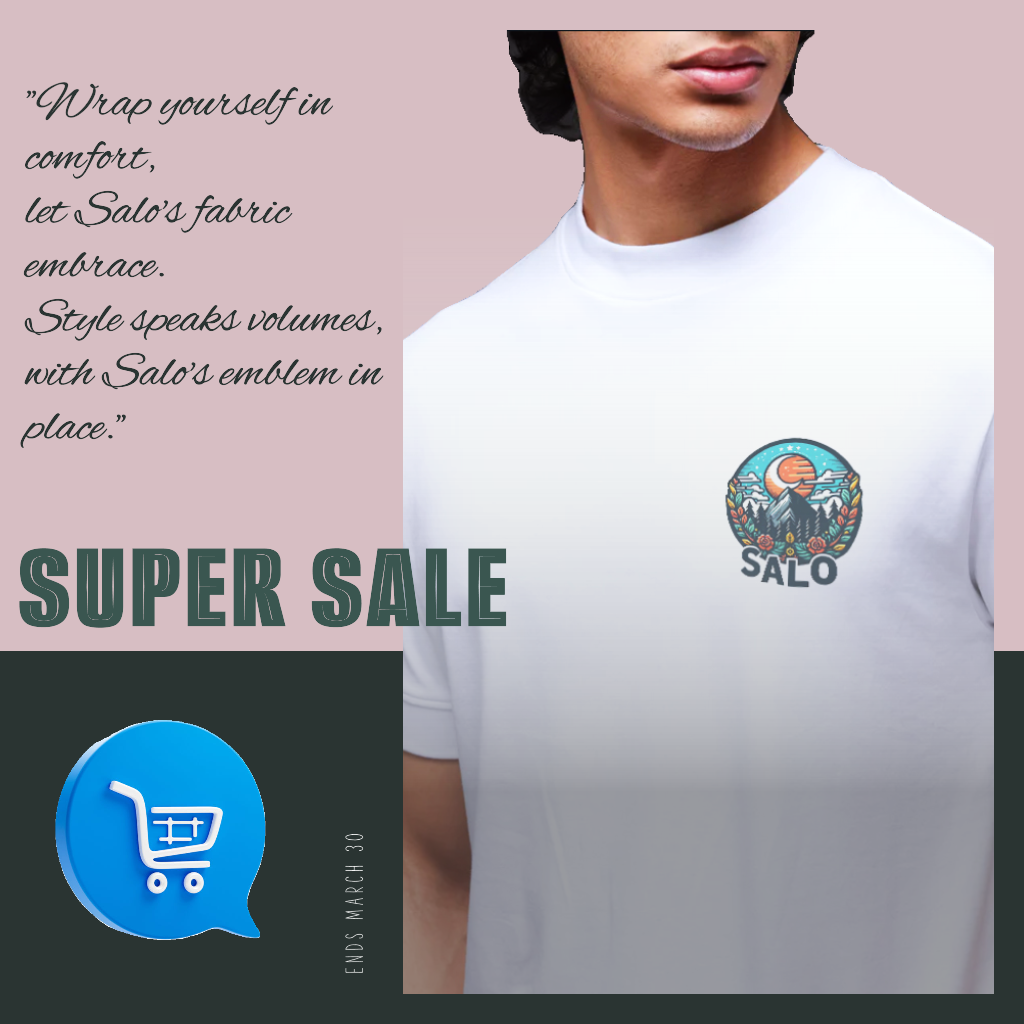 "Wrap yourself in
comfort,
let Salo's fabric
embrace.
Style speaks volumes,
with Salo's emblem in
place."
SUPER SALE
SALO
ENDS MARCH 30